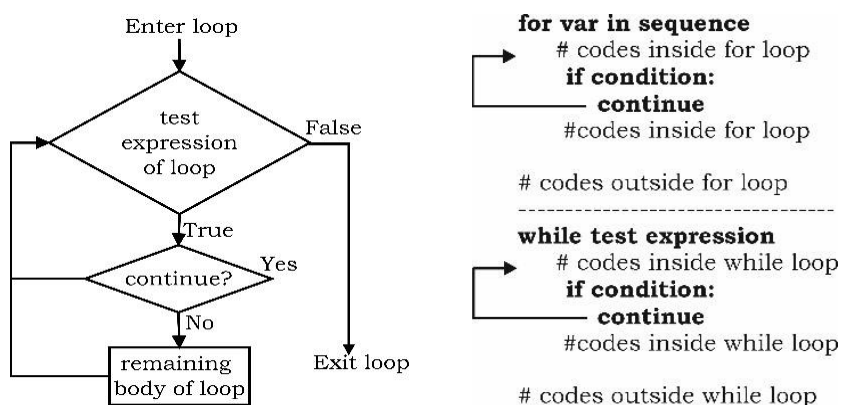 Enter loop
test
expression
of loop
False
True
continue?
Yes
No
remaining
body of loop
Exit loop
for var in sequence
# codes inside for loop
if condition:
continue
#codes inside for loop
# codes outside for loop
---------------------------------
while test expression
# codes inside while loop
if condition:
continue
#codes inside while loop
# codes outside while loop